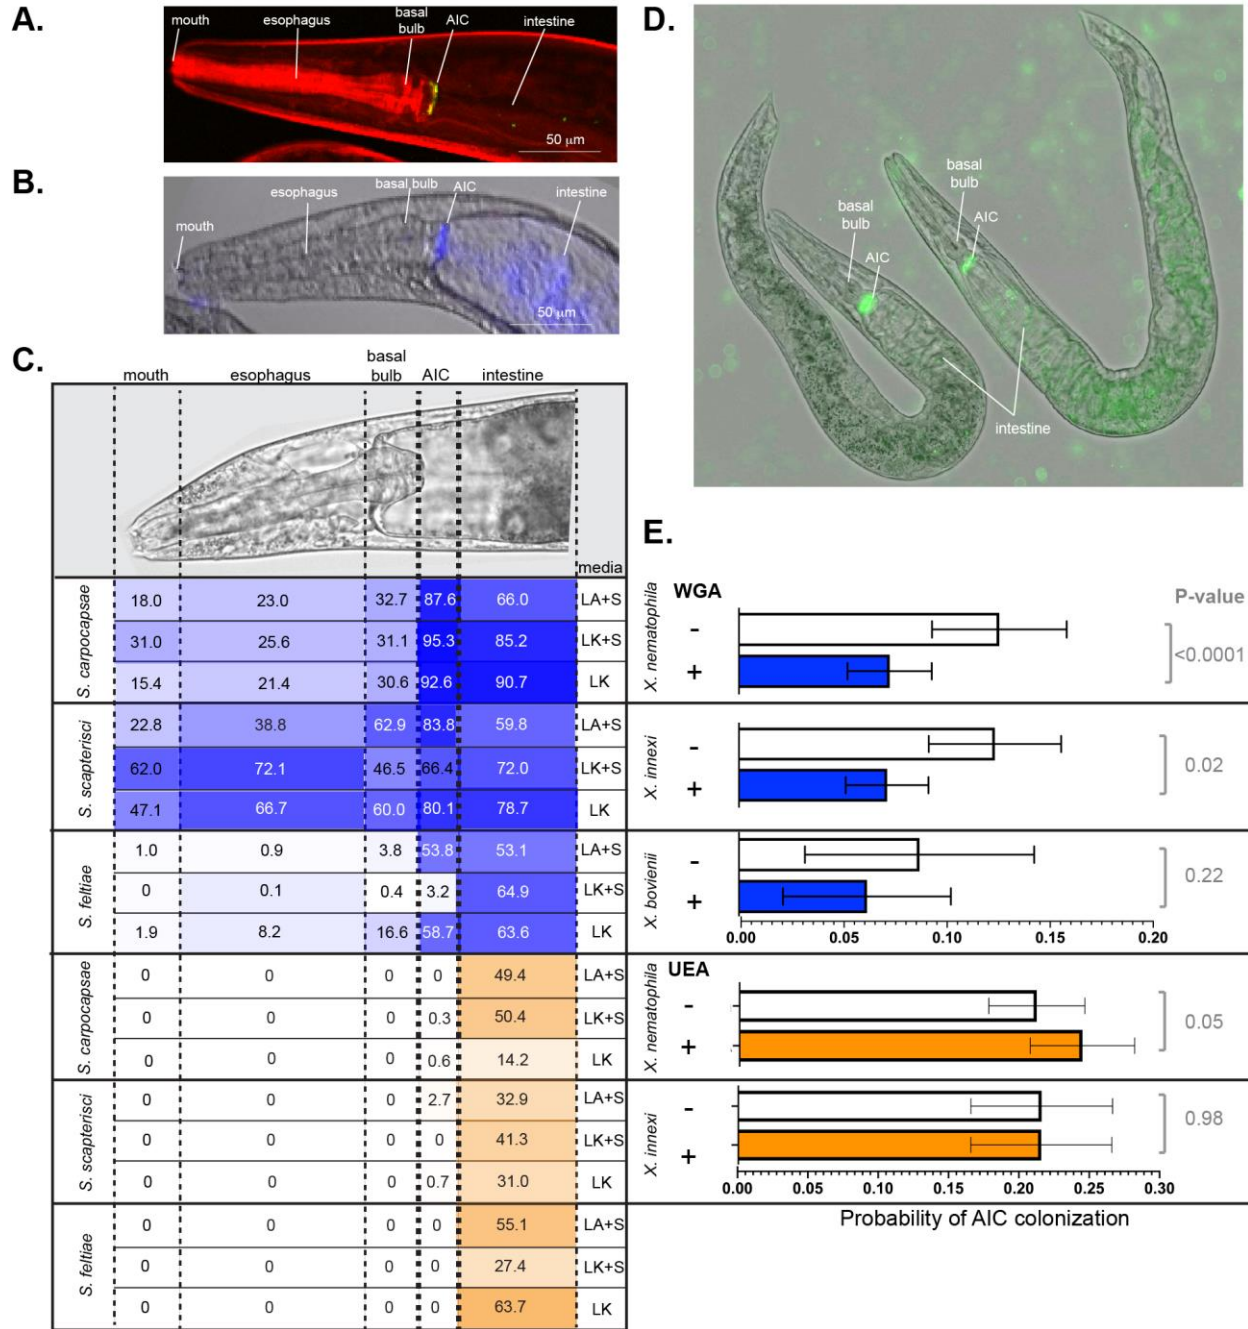 A.
mouth
esophagus
basal
bulb
AIC
intestine
50 μm
B.
mouth
esophagus
basal bulb
AIC
intestine
50 μm
C.
mouth esophagus basal bulb AIC intestine
media
S. carpocapsae
18.0 23.0 32.7 87.6 66.0 LA+S
31.0 25.6 31.1 95.3 85.2 LK+S
15.4 21.4 30.6 92.6 90.7 LK
S. scapterisci
22.8 38.8 62.9 83.8 59.8 LA+S
62.0 72.1 46.5 66.4 72.0 LK+S
47.1 66.7 60.0 80.1 78.7 LK
S. feltiae
1.0 0.9 3.8 53.8 53.1 LA+S
0 0.1 0.4 3.2 64.9 LK+S
1.9 8.2 16.6 58.7 63.6 LK
S. carpocapsae
0 0 0 0 49.4 LA+S
0 0 0 0.3 50.4 LK+S
0 0 0 0.6 14.2 LK
S. scapterisci
0 0 0 2.7 32.9 LA+S
0 0 0 0 41.3 LK+S
0 0 0 0.7 31.0 LK
S. feltiae
0 0 0 0 55.1 LA+S
0 0 0 0 27.4 LK+S
0 0 0 0 63.7 LK
D.
basal
bulb
AIC
basal
bulb
AIC
intestine
E.
WGA
P-value
X. nematophila
-
+
<0.0001
X. innexi
-
+
0.02
X. bovienii
-
+
0.22
0.00 0.05 0.10 0.15 0.20
UEA
X. nematophila
-
+
0.05
X. innexi
-
+
0.98
0.00 0.05 0.10 0.15 0.20 0.25 0.30
Probability of AIC colonization